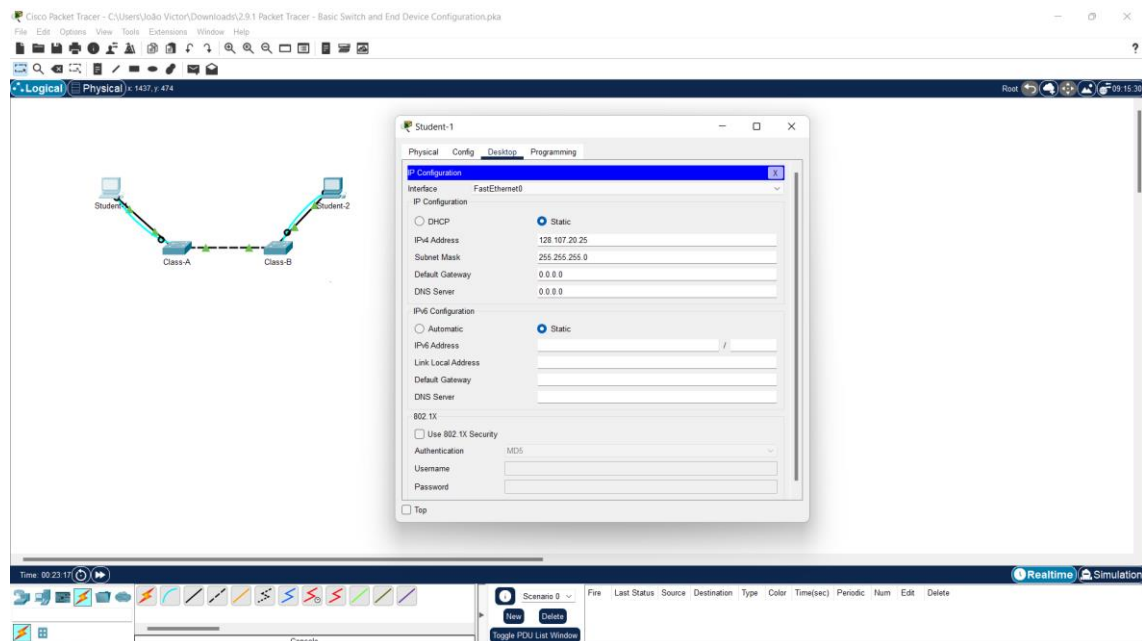 Cisco Packet Tracer - C:\Users\João Victor\Downloads\2.9.1 Packet Tracer - Basic Switch and End Device Configuration.pka
File Edit Options View Tools Extensions Window Help
?
Logical Physical x: 1437, y: 474 Root 09:15:30
Student-1
Physical Config Desktop Programming
IP Configuration X
Interface FastEthernet0
IP Configuration
DHCP Static
IPv4 Address 128.107.20.25
Subnet Mask 255.255.255.0
Default Gateway 0.0.0.0
DNS Server 0.0.0.0
IPv6 Configuration
Automatic Static
IPv6 Address /
Link Local Address
Default Gateway
DNS Server
802.1X
Use 802.1X Security
Authentication MD5
Username
Password
Top
Student-1 Student-2
Class-A Class-B
Time: 00:23:17 Realtime Simulation
Scenario 0 Fire Last Status Source Destination Type Color Time(sec) Periodic Num Edit Delete
New Delete
Toggle PDU List Window